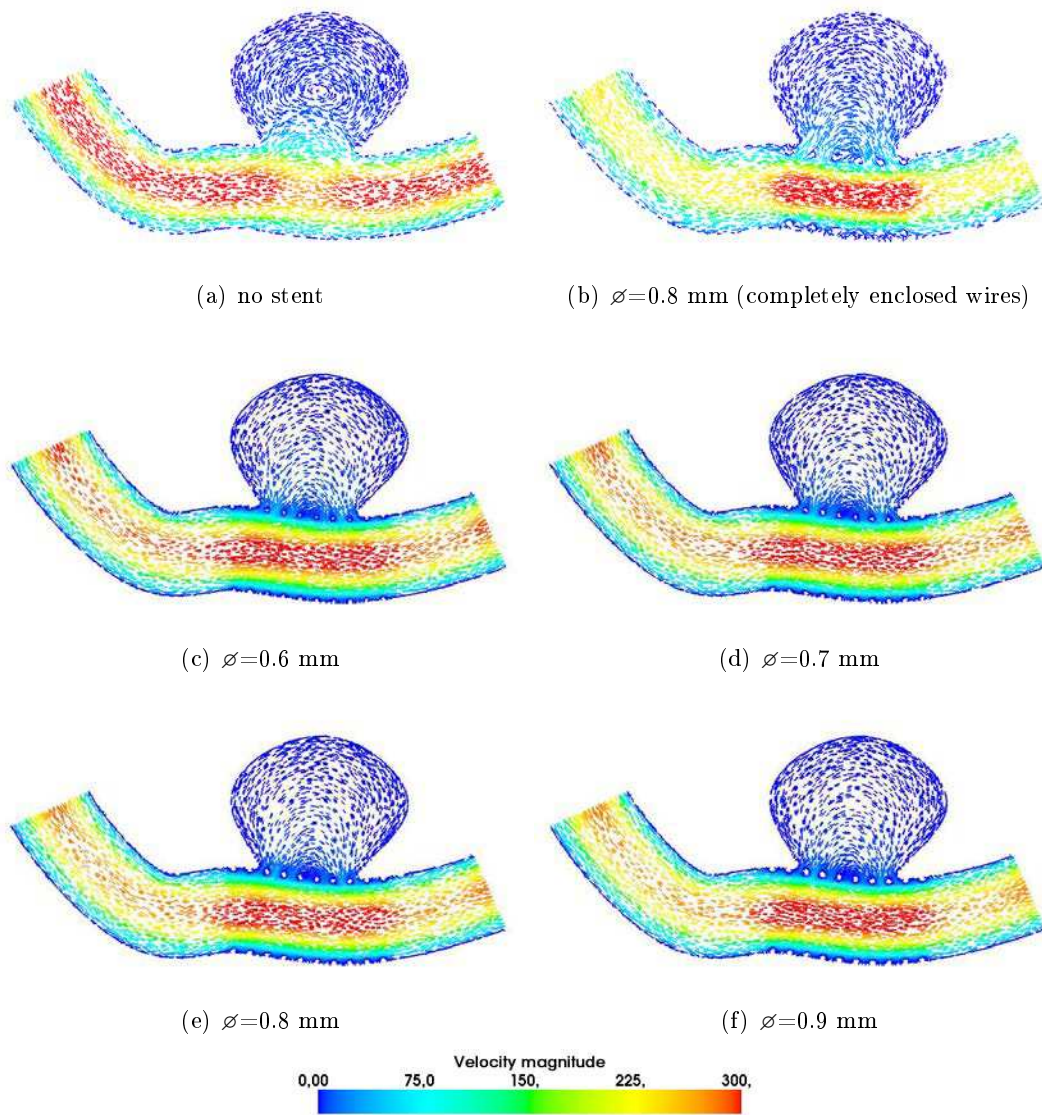 (a) no stent
(b) ⌀=0.8 mm (completely enclosed wires)
(c) ⌀=0.6 mm
(d) ⌀=0.7 mm
(e) ⌀=0.8 mm
(f) ⌀=0.9 mm
Velocity magnitude
0,00 75,0 150, 225, 300,